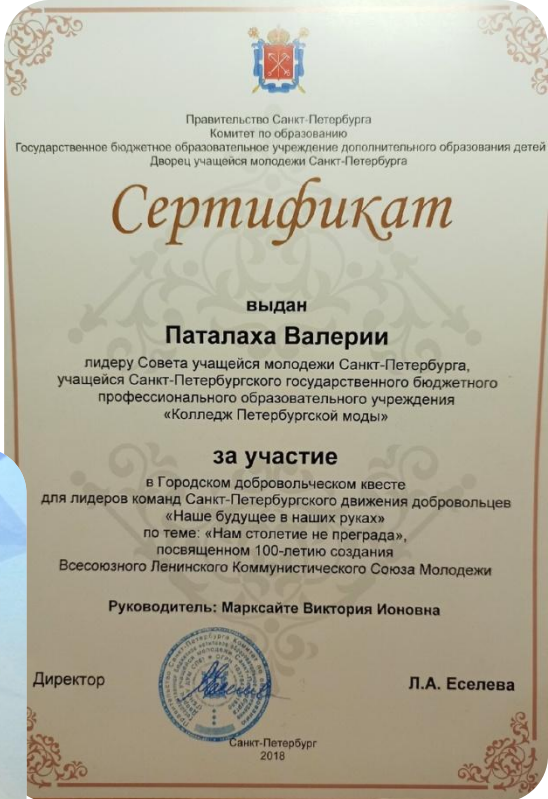 Правительство Санкт-Петербурга
Комитет по образованию
Государственное бюджетное образовательное учреждение дополнительного образования детей
Дворец учащейся молодежи Санкт-Петербурга
Сертификат
выдан
Паталаха Валерии
лидеру Совета учащейся молодежи Санкт-Петербурга,
учащейся Санкт-Петербургского государственного бюджетного
профессионального образовательного учреждения
«Колледж Петербургской моды»
за участие
в Городском добровольческом квесте
для лидеров команд Санкт-Петербургского движения добровольцев
«Наше будущее в наших руках»
по теме: «Нам столетие не преграда»,
посвященном 100-летию создания
Всесоюзного Ленинского Коммунистического Союза Молодежи
Руководитель: Марксайте Виктория Ионовна
Директор
Л.А. Еселева
Санкт-Петербург
2018